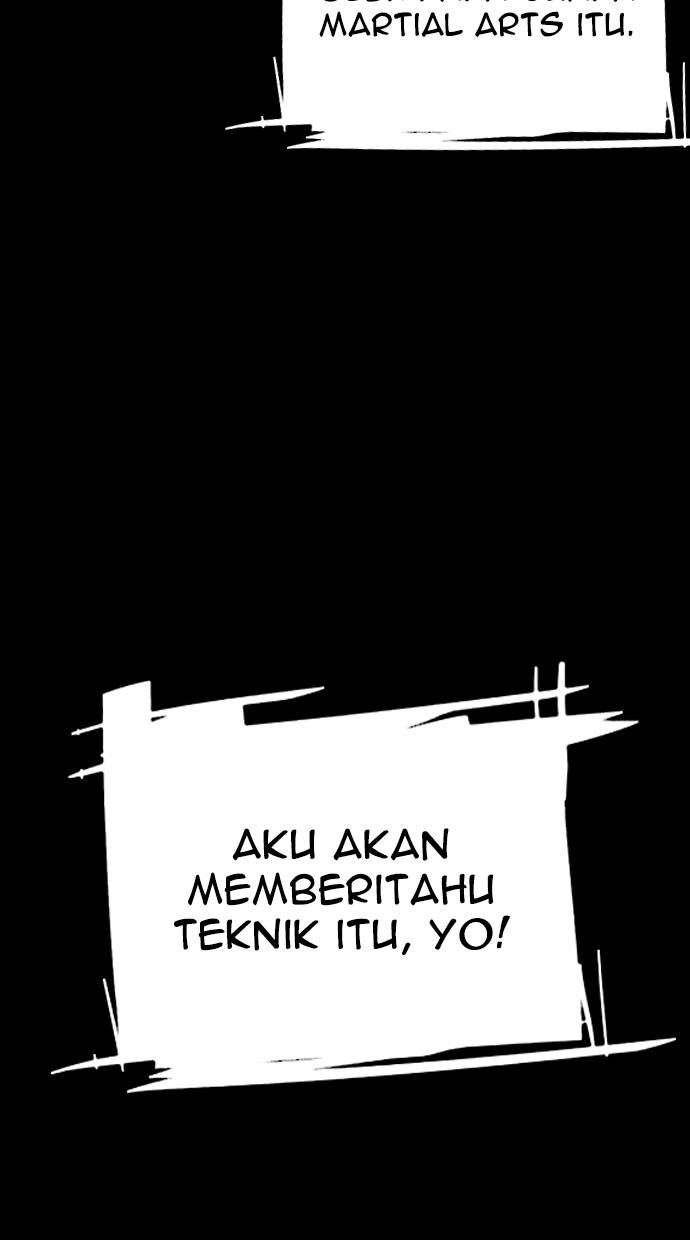 MARTIAL ARTS ITU.
AKU AKAN
MEMBERITAHU
TEKNIK ITU, YO!